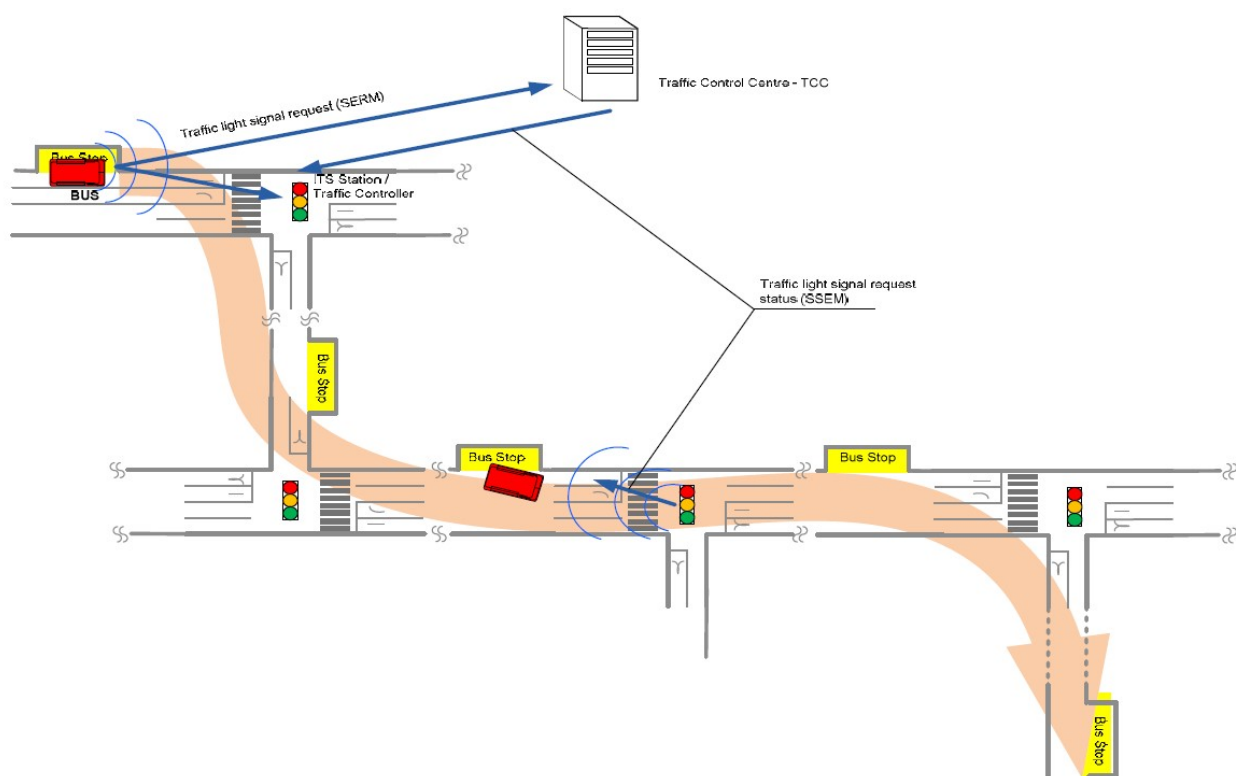 Traffic Control Centre - TCC
Traffic light signal request (SERM)
Bus Stop
BUS
ITS Station /
Traffic Controller
Traffic light signal request
status (SSEM)
Bus Stop
Bus Stop
Bus Stop
Bus Stop